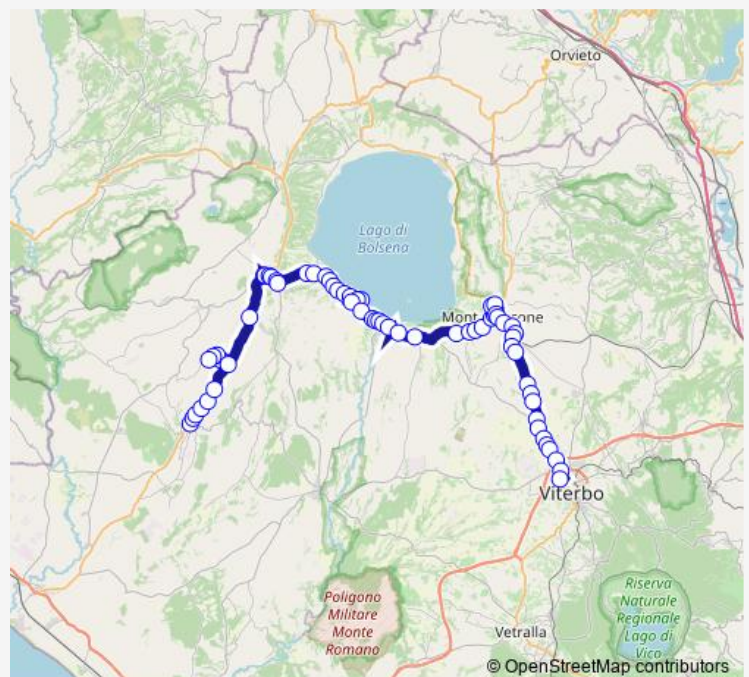 Orvieto
Lago di
Bolsena
Viterbo
Poligono
Militare
Monte
Romano
Vetralla
Riserva
Naturale
Regionale
Lago di
Vico
© OpenStreetMap contributors